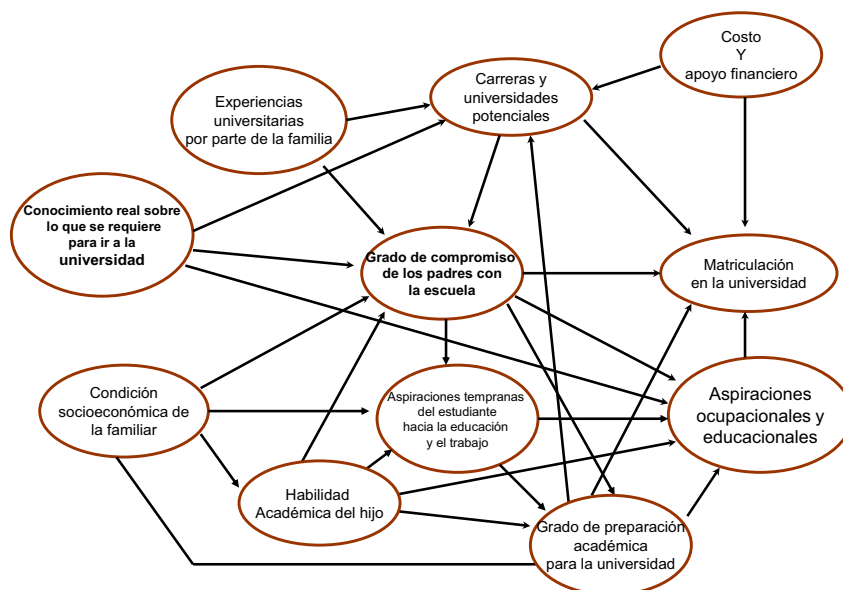 Costo
Y
apoyo financiero
Carreras y
universidades
potenciales
Experiencias
universitarias
por parte de la familia
Conocimiento real sobre
lo que se requiere
para ir a la
universidad
Grado de compromiso
de los padres con
la escuela
Matriculación
en la universidad
Condición
socioeconómica de
la familiar
Aspiraciones tempranas
del estudiante
hacia la educación
y el trabajo
Aspiraciones
ocupacionales y
educacionales
Habilidad
Académica del hijo
Grado de preparación
académica
para la universidad